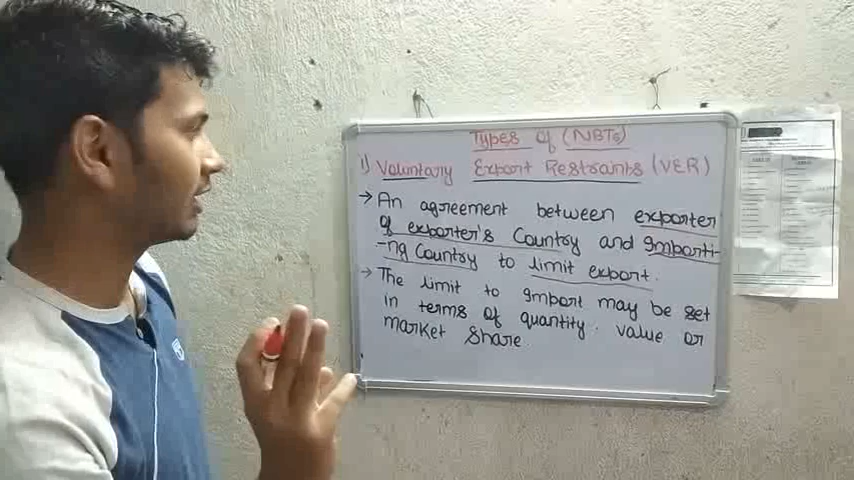 Types of (NBTs)
1) Voluntary Export Restraints (VER)
→ An agreement between exporter
of exporter's Country and Importi-
-ng Country to limit export.
→ The limit to Import may be set
in terms of quantity. value or
market share